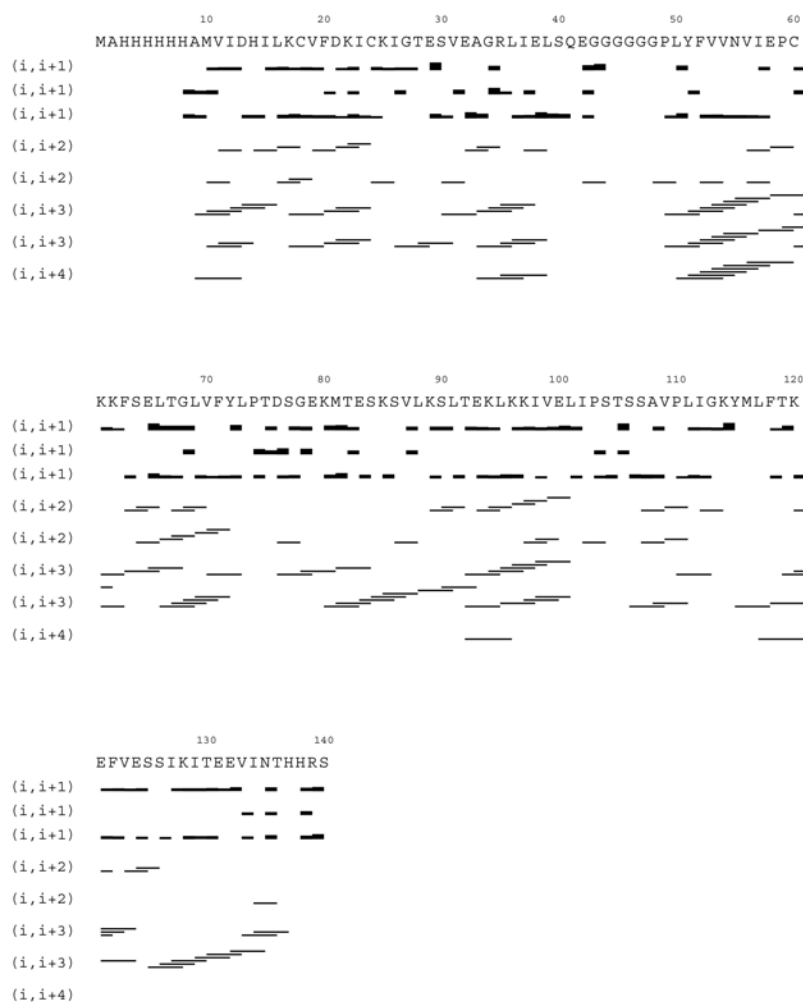 10 20 30 40 50 60
MAHHHHHHHAMVIDHILKCVFDKICKIGTESVEAGRLIELSQEGGGGGPLYFVVNVIEPC
(i,i+1)
(i,i+1)
(i,i+1)
(i,i+2)
(i,i+2)
(i,i+3)
(i,i+3)
(i,i+4)
70 80 90 100 110 120
KKFSELTGLVFYLPTDSGEKMTESKSVLKSLTEKLKKIVELIPSTSSAVPLIGKYMLFTK
(i,i+1)
(i,i+1)
(i,i+1)
(i,i+2)
(i,i+2)
(i,i+3)
(i,i+3)
(i,i+4)
130 140
EFVESSIKITEEVINTHHRS
(i,i+1)
(i,i+1)
(i,i+1)
(i,i+2)
(i,i+2)
(i,i+3)
(i,i+3)
(i,i+4)